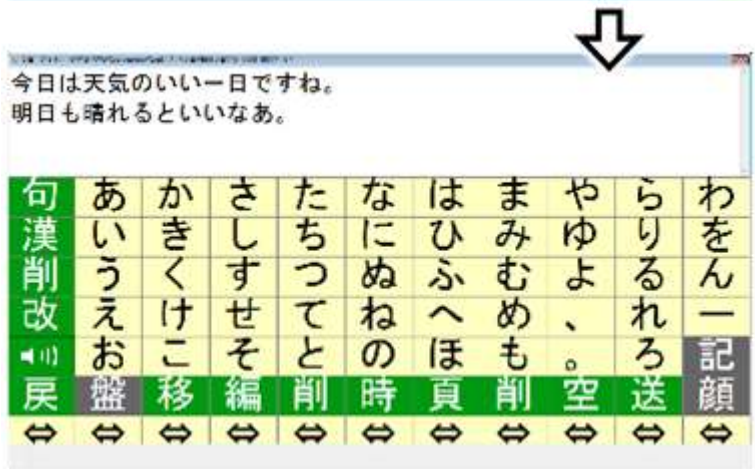 今日は天気のいい一日ですね。
明日も晴れるといいなあ。
句 あ か さ た な は ま や ら わ
漢 い き し ち に ひ み ゆ り を
削 う く す つ ぬ ふ む よ る ん
改 え け せ て ね へ め 、 れ ー
お こ そ と の ほ も 。 ろ 記
戻 盤 移 編 削 時 頁 削 空 送 顔